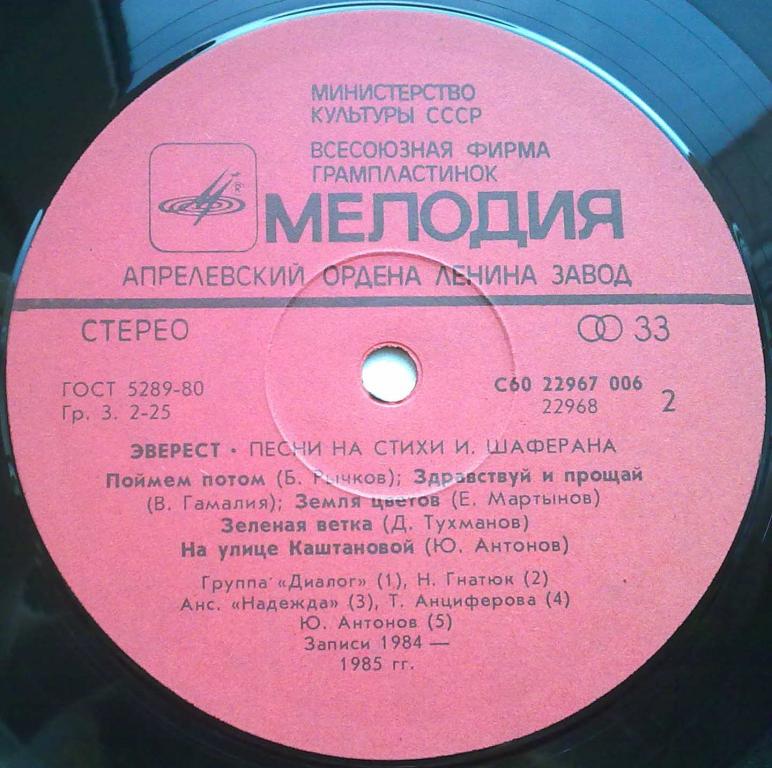 МИНИСТЕРСТВО
КУЛЬТУРЫ СССР
ВСЕСОЮЗНАЯ ФИРМА
ГРАМПЛАСТИНОК
МЕЛОДИЯ
АПРЕЛЕВСКИЙ ОРДЕНА ЛЕНИНА ЗАВОД
СТЕРЕО 33
ГОСТ 5289-80 С60 22967 006
Гр. 3. 2-25 22968 2
ЭВЕРЕСТ • ПЕСНИ НА СТИХИ И. ШАФЕРАНА
Поймем потом (Б. Рычков); Здравствуй и прощай
(В. Гамалия); Земля цветов (Е. Мартынов)
Зеленая ветка (Д. Тухманов)
На улице Каштановой (Ю. Антонов)
Группа «Диалог» (1), Н. Гнатюк (2)
Анс. «Надежда» (3), Т. Анциферова (4)
Ю. Антонов (5)
Записи 1984 —
1985 гг.